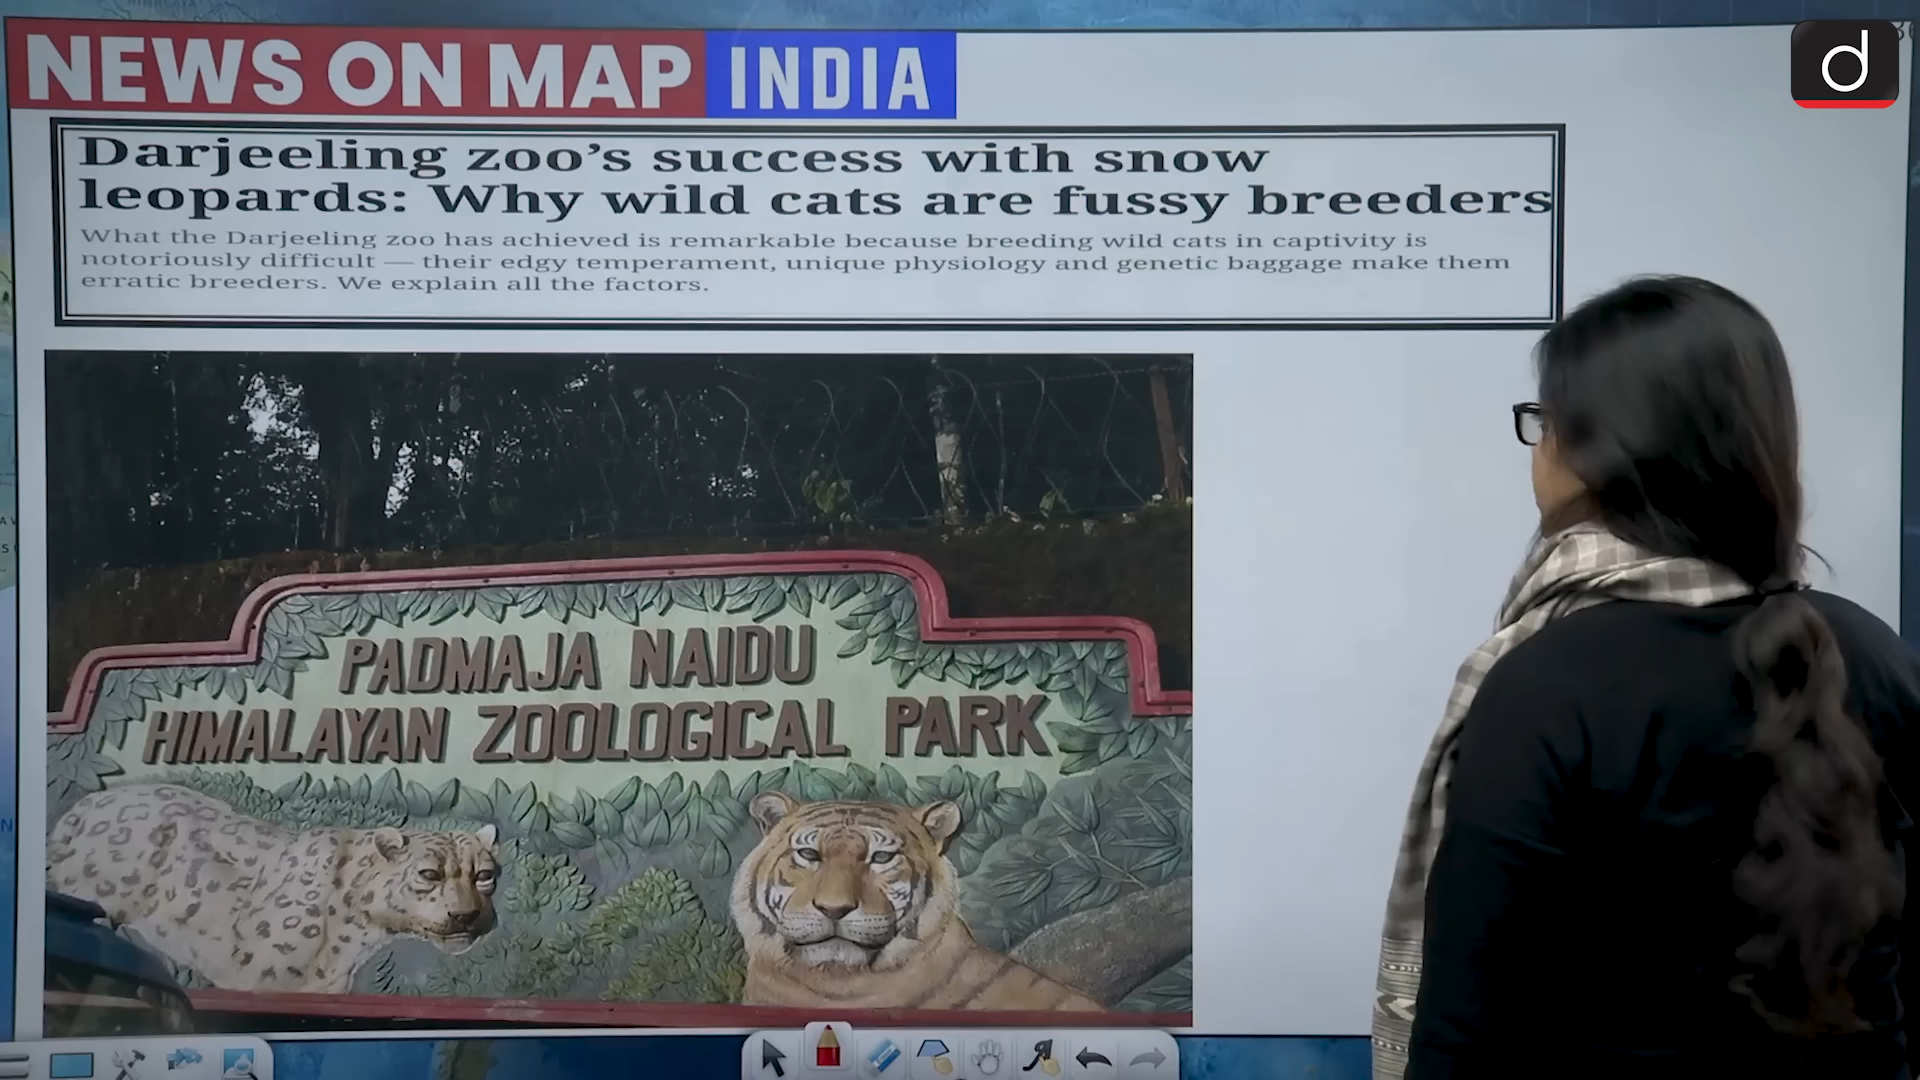 NEWS ON MAP INDIA
Darjeeling zoo’s success with snow
leopards: Why wild cats are fussy breeders
What the Darjeeling zoo has achieved is remarkable because breeding wild cats in captivity is
notoriously difficult — their edgy temperament, unique physiology and genetic baggage make them
erratic breeders. We explain all the factors.
PADMAJA NAIDU
HIMALAYAN ZOOLOGICAL PARK
d